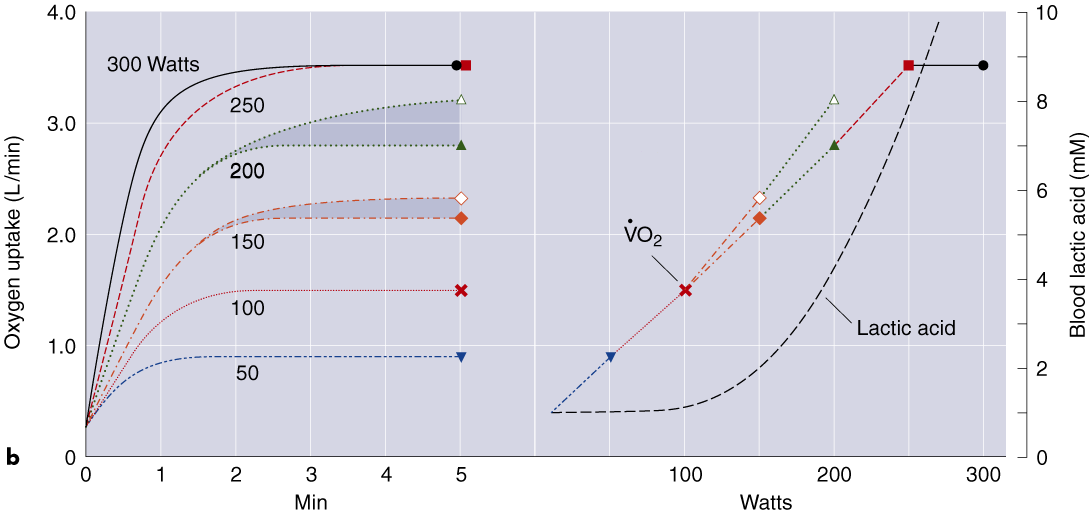 4.0
3.0
2.0
1.0
0
Oxygen uptake (L/min)
300 Watts
250
200
150
100
50
0 1 2 3 4 5
Min
b
V̇O2
Lactic acid
100 200 300
Watts
10
8
6
4
2
0
Blood lactic acid (mM)